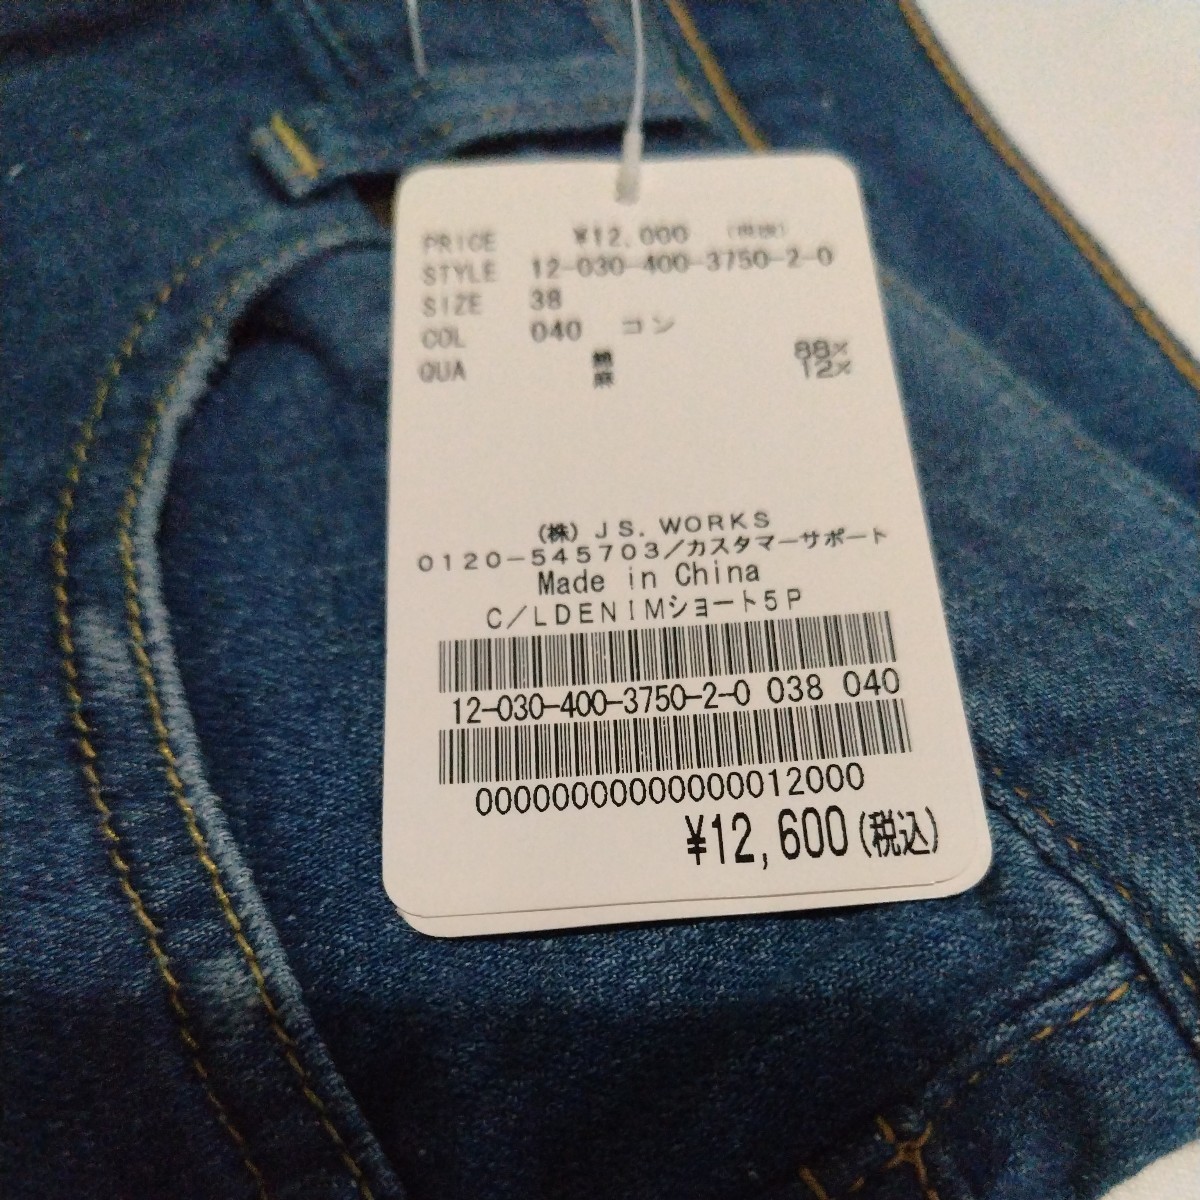 PRICE ¥12,000 (税抜)
STYLE 12-030-400-3750-2-0
SIZE 38
COL 040 コン
QUA 綿 88%
麻 12%
(株)ＪＳ．ＷＯＲＫＳ
０１２０－５４５７０３／カスタマーサポート
Made in China
Ｃ／ＬＤＥＮＩＭショート５Ｐ
12-030-400-3750-2-0 038 040
00000000000000012000
¥12,600(税込)